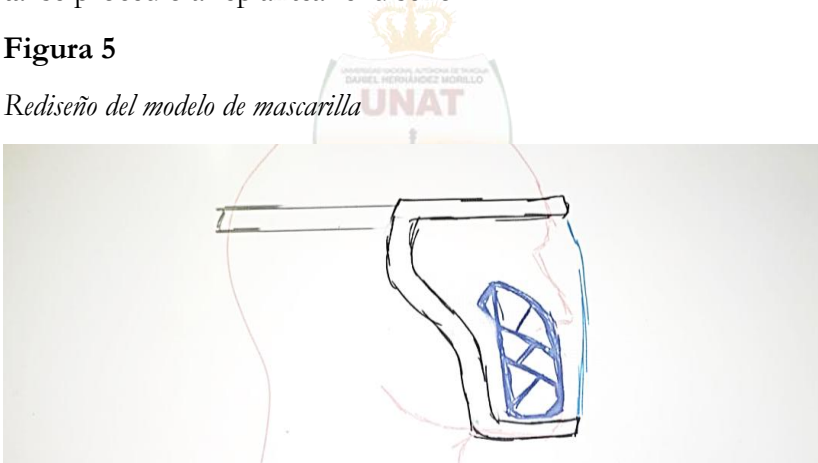 Figura 5
UNIVERSIDAD NACIONAL AUTÓNOMA DE TAYACAJA
DANIEL HERNÁNDEZ MORILLO
Rediseño del modelo de mascarilla
UNAT